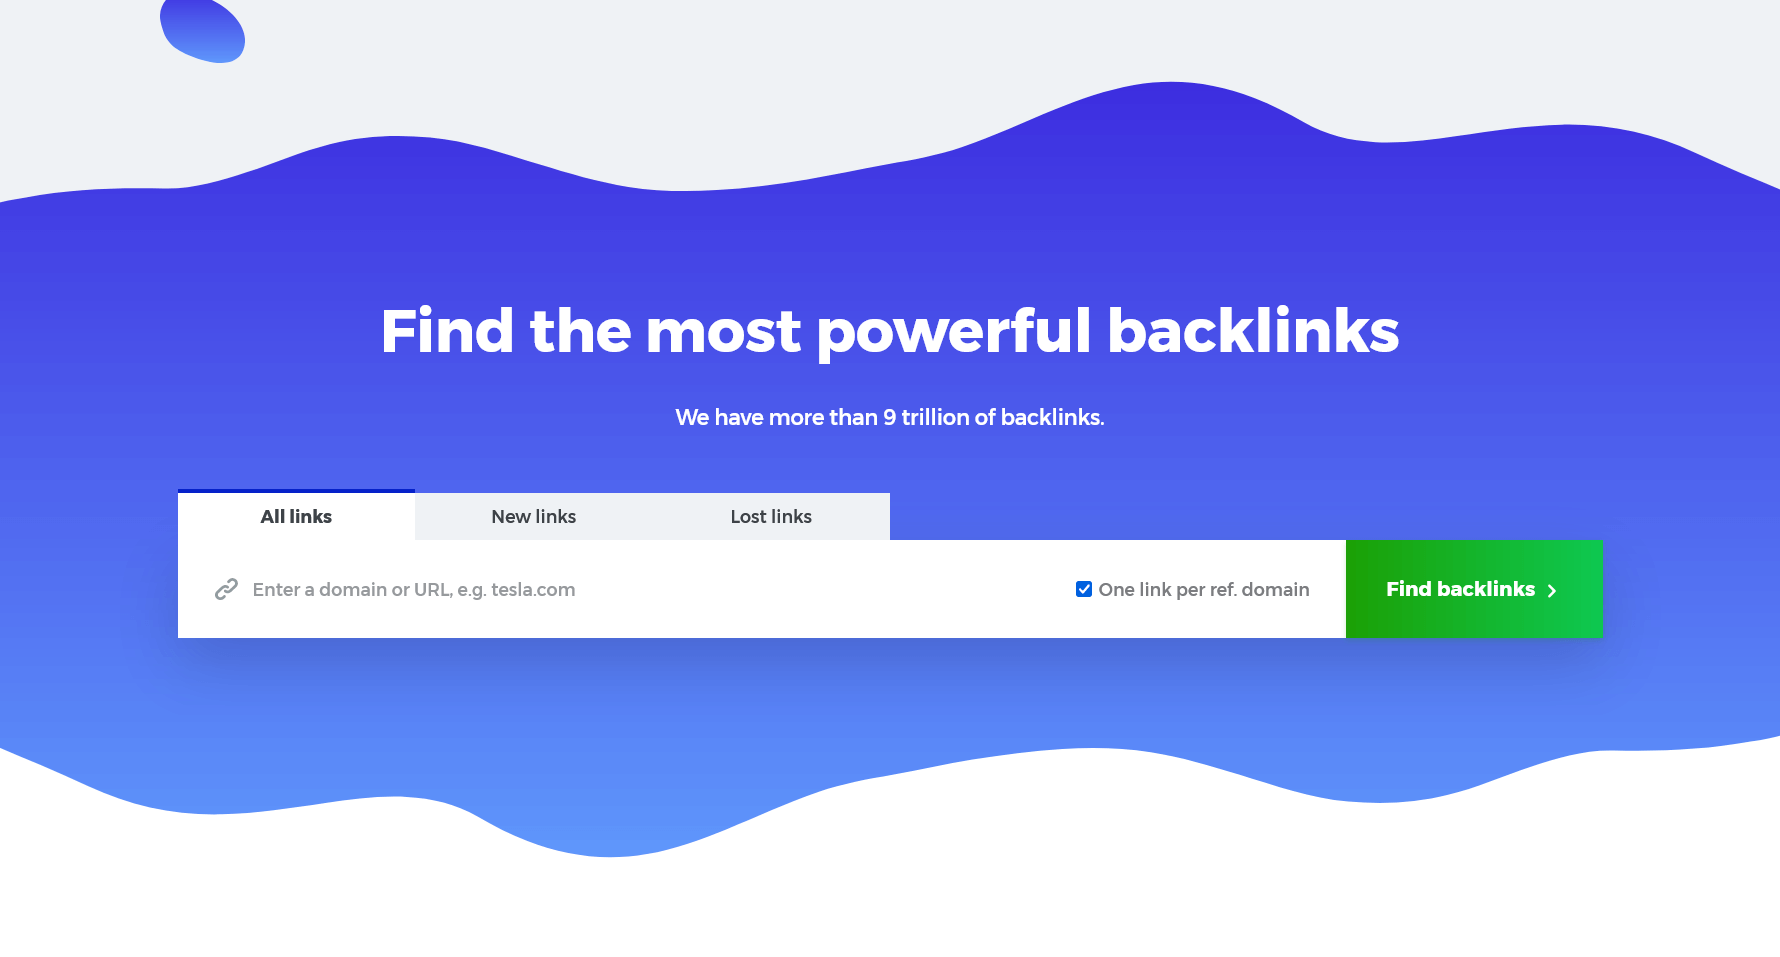 Find the most powerful backlinks
We have more than 9 trillion of backlinks.
All links New links Lost links
Enter a domain or URL, e.g. tesla.com One link per ref. domain Find backlinks